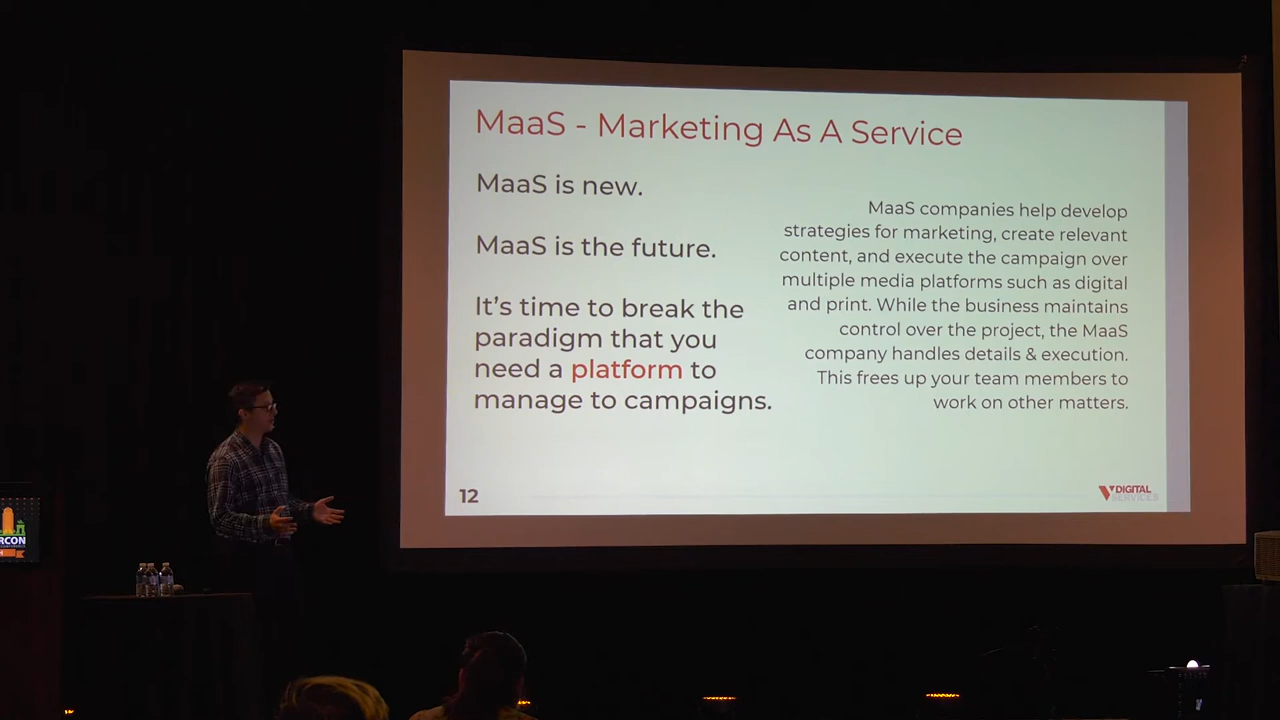 MaaS - Marketing As A Service
MaaS is new.
MaaS is the future.
It's time to break the
paradigm that you
need a platform to
manage to campaigns.
MaaS companies help develop
strategies for marketing, create relevant
content, and execute the campaign over
multiple media platforms such as digital
and print. While the business maintains
control over the project, the MaaS
company handles details & execution.
This frees up your team members to
work on other matters.
12
DIGITAL
SERVICES
RCON